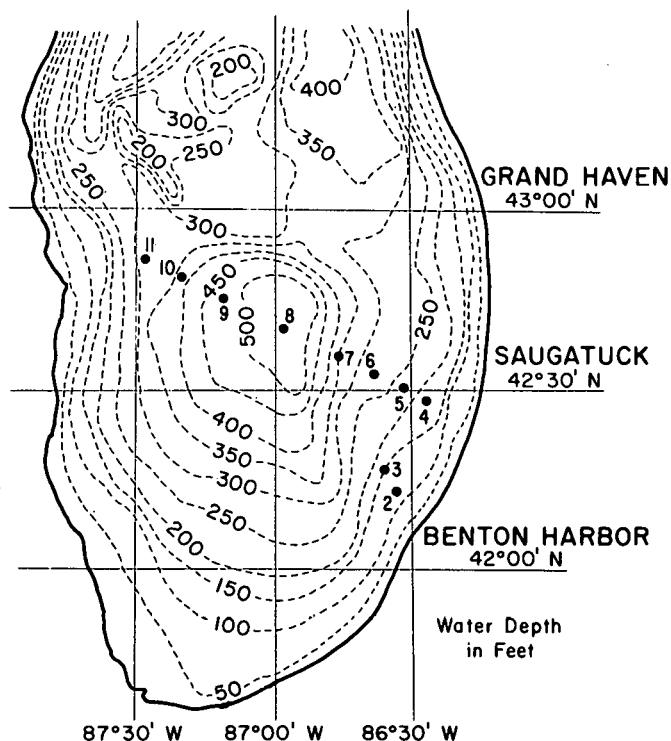 200
400
300
250
350
200
250
GRAND HAVEN
43°00' N
300
11
10
450
9
500
8
250
7
6
SAUGATUCK
42°30' N
5
4
400
350
3
300
2
250
200
BENTON HARBOR
42°00' N
150
100
Water Depth
in Feet
50
87°30' W
87°00' W
86°30' W